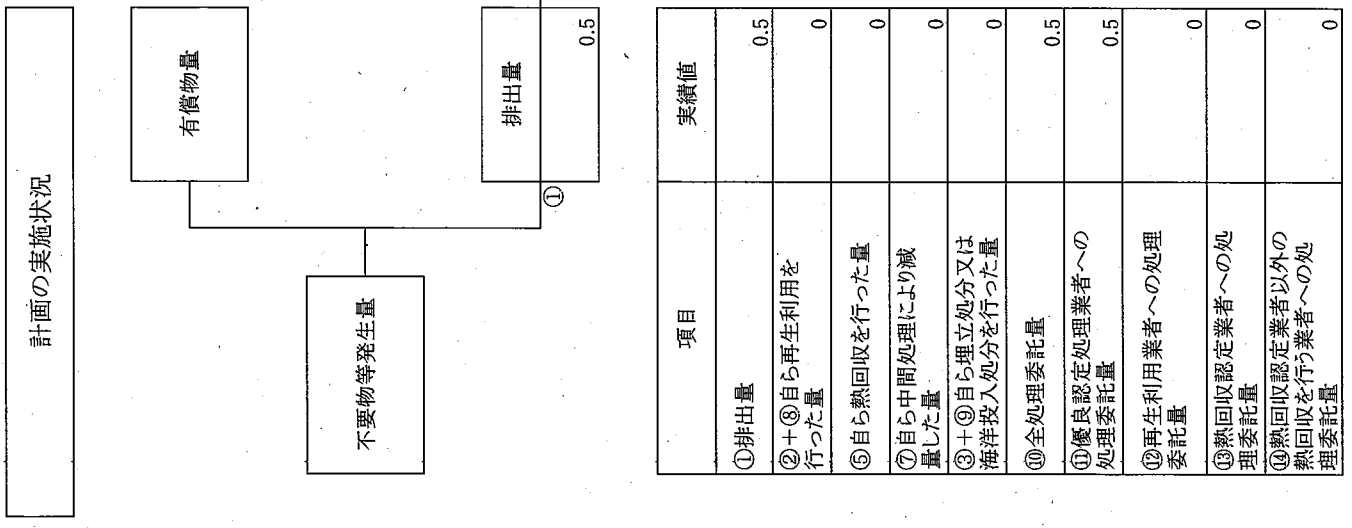 計画の実施状況
有償物量
不要物等発生量
①
排出量
0.5
項目 実績値
①排出量 0.5
②+⑧自ら再生利用を
行った量 0
⑤自ら熱回収を行った量 0
⑦自ら中間処理により減
量した量 0
③+⑨自ら埋立処分又は
海洋投入処分を行った量 0
⑩全処理委託量 0.5
⑪優良認定処理業者への
処理委託量 0.5
⑫再生利用業者への処理
委託量 0
⑬熱回収認定業者への処
理委託量 0
⑭熱回収認定業者以外の
熱回収を行う業者への処
理委託量 0